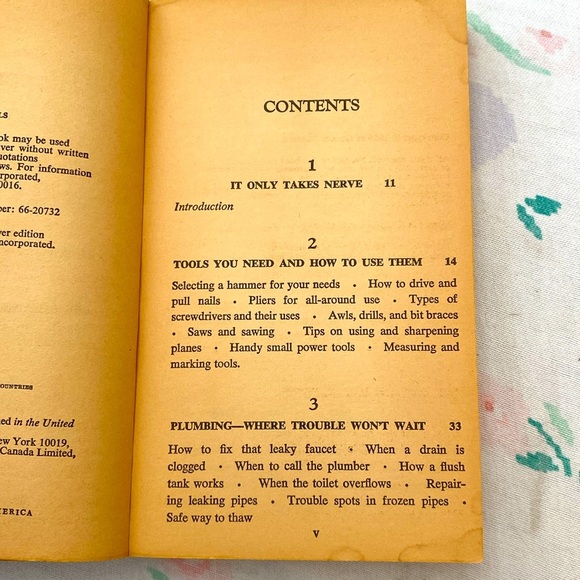 LS
ok may be used
ver without written
otations
ws. For information
orporated,
0016.
ber: 66-20732
ver edition
ncorporated.
OUNTRIES
ed in the United
ew York 10019,
Canada Limited,
ERICA
CONTENTS
1
IT ONLY TAKES NERVE 11
Introduction
2
TOOLS YOU NEED AND HOW TO USE THEM 14
Selecting a hammer for your needs • How to drive and
pull nails • Pliers for all-around use • Types of
screwdrivers and their uses • Awls, drills, and bit braces
• Saws and sawing • Tips on using and sharpening
planes • Handy small power tools • Measuring and
marking tools.
3
PLUMBING—WHERE TROUBLE WON'T WAIT 33
How to fix that leaky faucet • When a drain is
clogged • When to call the plumber • How a flush
tank works • When the toilet overflows • Repair-
ing leaking pipes • Trouble spots in frozen pipes •
Safe way to thaw
V